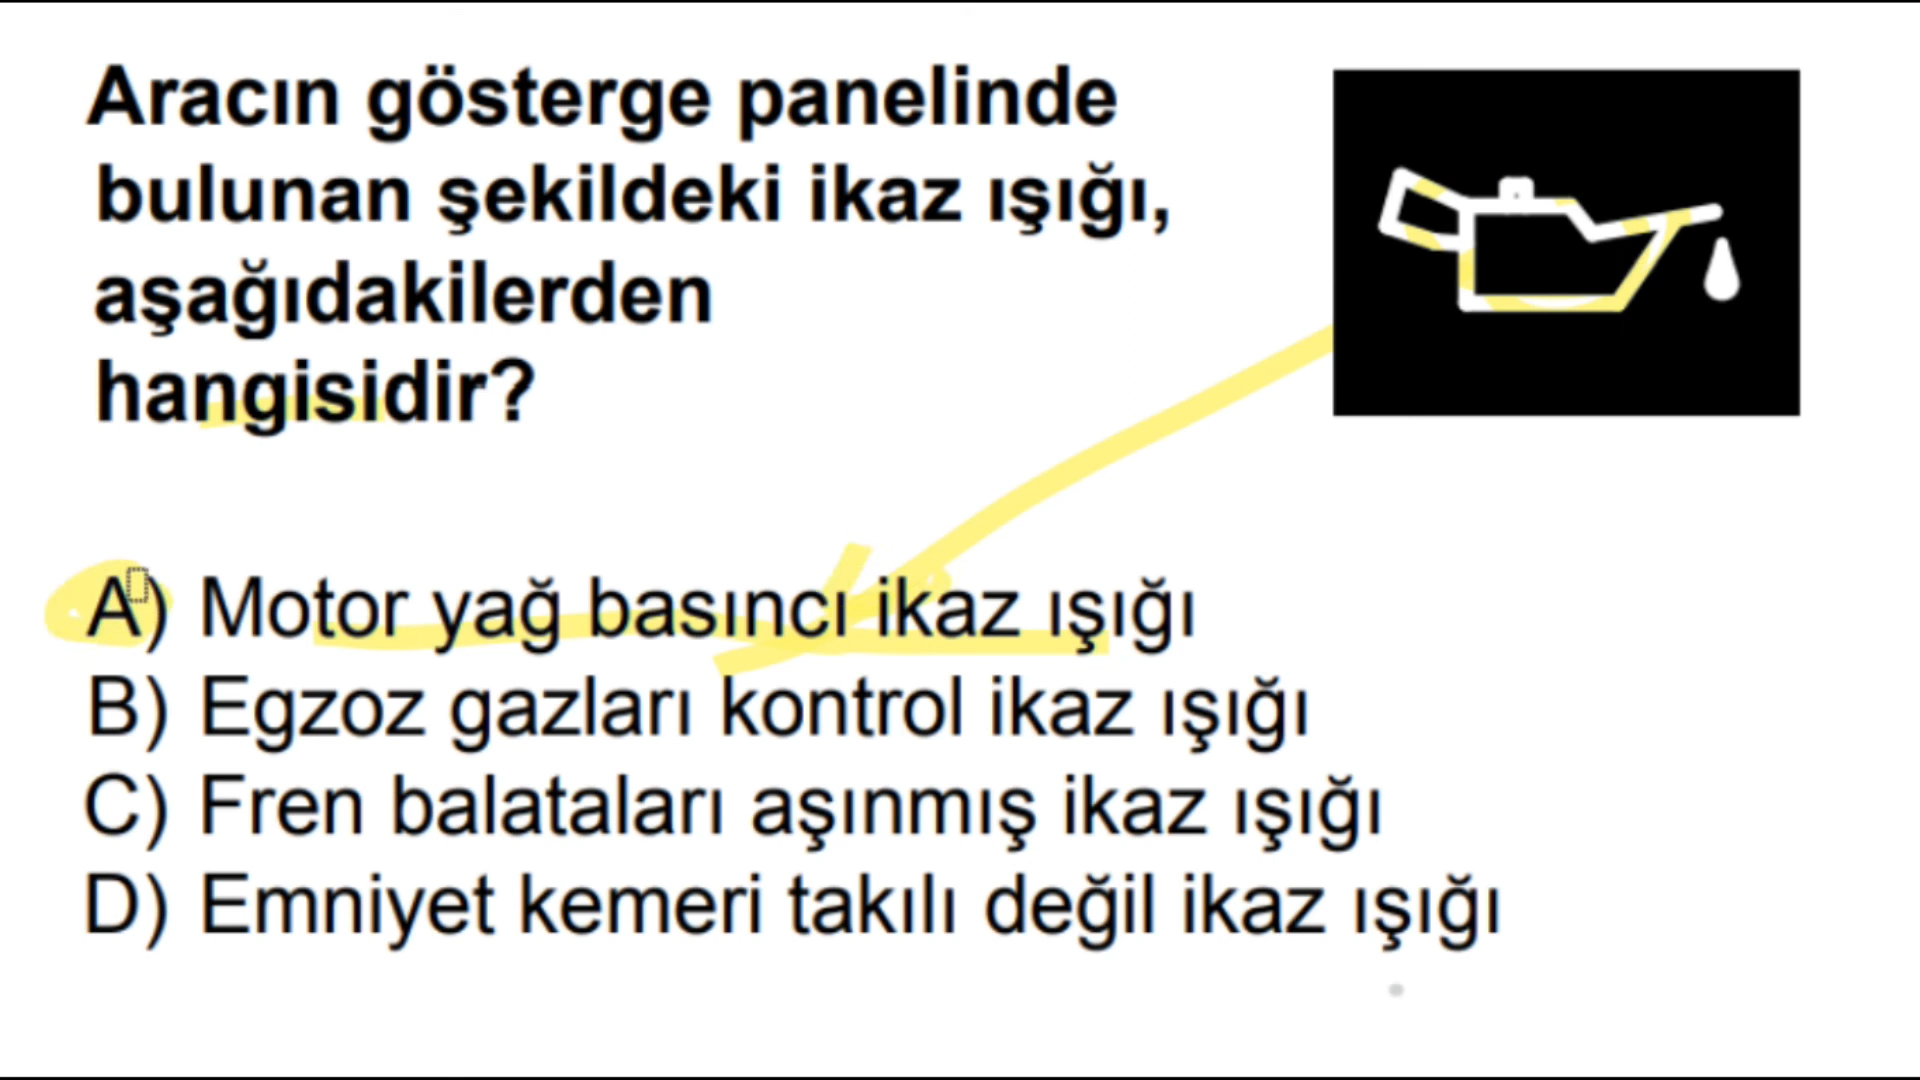 Aracın gösterge panelinde
bulunan şekildeki ikaz ışığı,
aşağıdakilerden
hangisidir?
A) Motor yağ basıncı ikaz ışığı
B) Egzoz gazları kontrol ikaz ışığı
C) Fren balataları aşınmış ikaz ışığı
D) Emniyet kemeri takılı değil ikaz ışığı